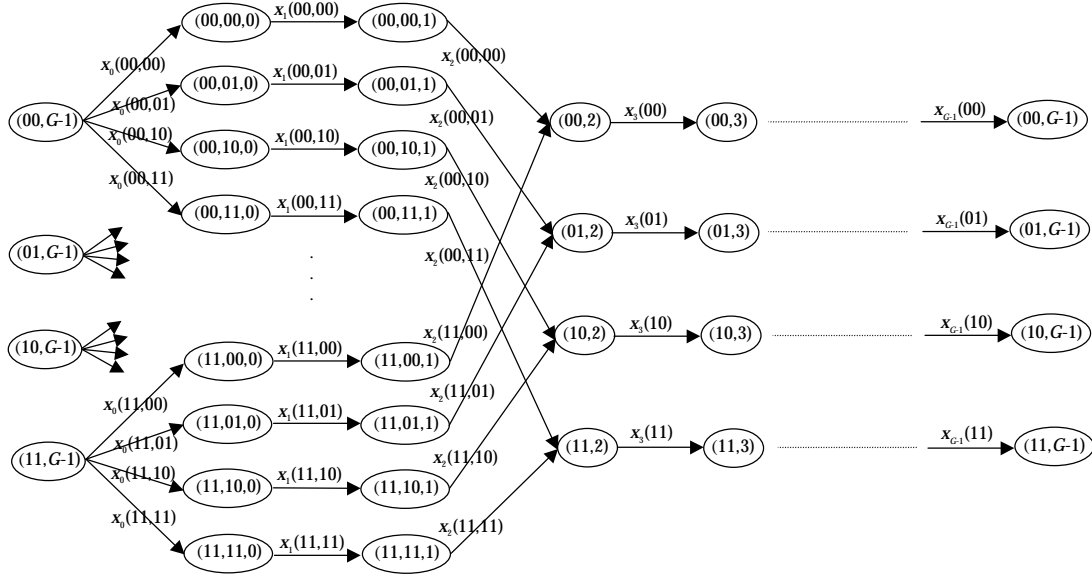 (00,00,0) x₁(00,00) (00,00,1)
x₀(00,00) x₂(00,00)
(00,01,0) x₁(00,01) (00,01,1)
x₀(00,01) x₂(00,01)
(00,G-1) (00,2) x₃(00) (00,3) x_G-1(00) (00,G-1)
x₀(00,10)
(00,10,0) x₁(00,10) (00,10,1)
x₀(00,11) x₂(00,10)
(00,11,0) x₁(00,11) (00,11,1)
(01,G-1) x₂(00,11) (01,2) x₃(01) (01,3) x_G-1(01) (01,G-1)
(10,G-1) x₂(11,00) (10,2) x₃(10) (10,3) x_G-1(10) (10,G-1)
(11,00,0) x₁(11,00) (11,00,1)
x₀(11,00) x₂(11,01)
(11,01,0) x₁(11,01) (11,01,1)
x₀(11,01)
(11,G-1) x₂(11,10) (11,2) x₃(11) (11,3) x_G-1(11) (11,G-1)
x₀(11,10)
(11,10,0) x₁(11,10) (11,10,1)
x₀(11,11) x₂(11,11)
(11,11,0) x₁(11,11) (11,11,1)